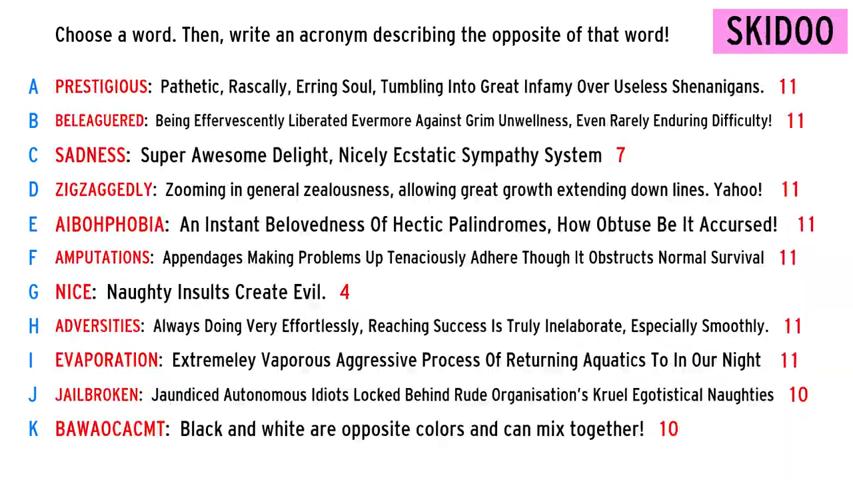 Choose a word. Then, write an acronym describing the opposite of that word! SKIDOO
A PRESTIGIOUS: Pathetic, Rascally, Erring Soul, Tumbling Into Great Infamy Over Useless Shenanigans. 11
B BELEAGUERED: Being Effervescently Liberated Evermore Against Grim Unwellness, Even Rarely Enduring Difficulty! 11
C SADNESS: Super Awesome Delight, Nicely Ecstatic Sympathy System 7
D ZIGZAGGEDLY: Zooming in general zealousness, allowing great growth extending down lines. Yahoo! 11
E AIBOHPHOBIA: An Instant Belovedness Of Hectic Palindromes, How Obtuse Be It Accursed! 11
F AMPUTATIONS: Appendages Making Problems Up Tenaciously Adhere Though It Obstructs Normal Survival 11
G NICE: Naughty Insults Create Evil. 4
H ADVERSITIES: Always Doing Very Effortlessly, Reaching Success Is Truly Inelaborate, Especially Smoothly. 11
I EVAPORATION: Extremeley Vaporous Aggressive Process Of Returning Aquatics To In Our Night 11
J JAILBROKEN: Jaundiced Autonomous Idiots Locked Behind Rude Organisation's Kruel Egotistical Naughties 10
K BAWAOCACMT: Black and white are opposite colors and can mix together! 10